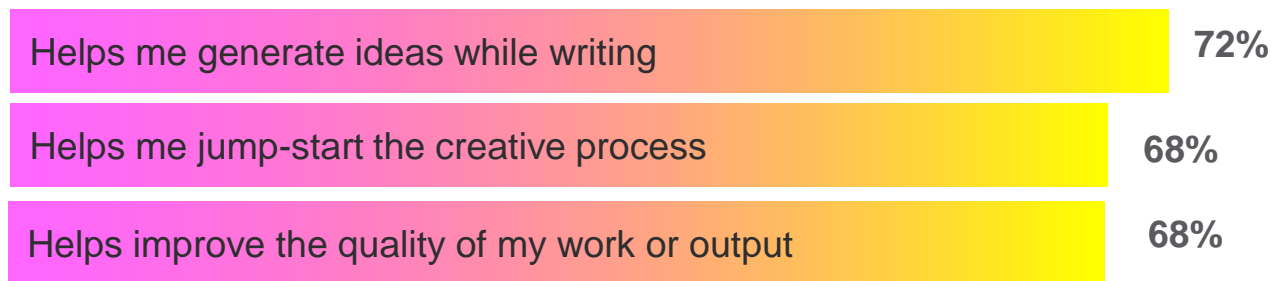 Helps me generate ideas while writing 72%
Helps me jump-start the creative process 68%
Helps improve the quality of my work or output 68%